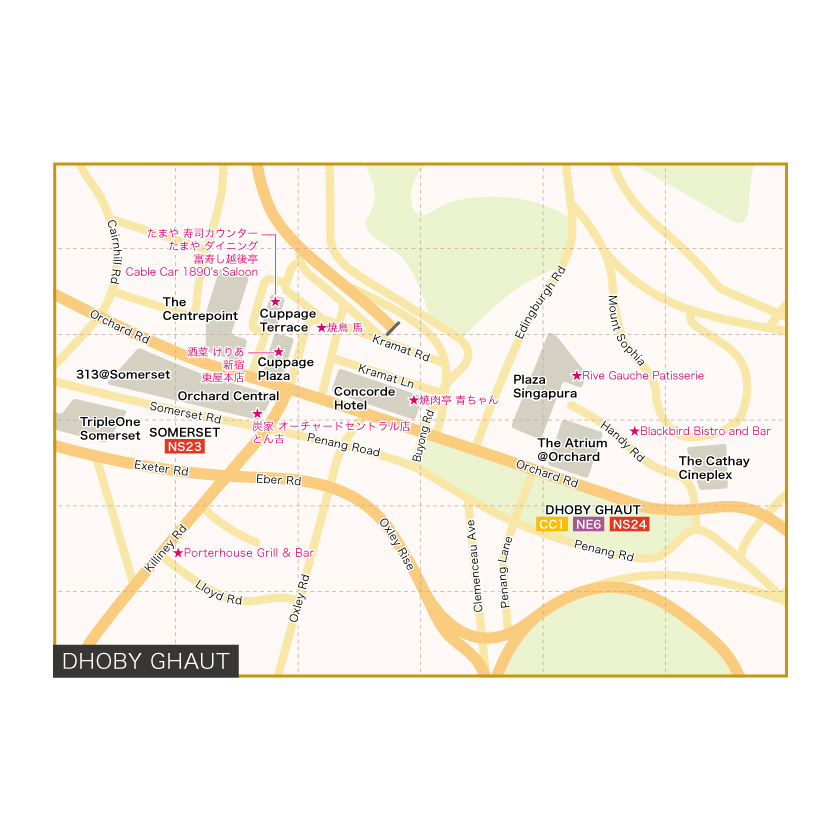 たまや 寿司カウンター
たまや ダイニング
富寿し越後亭
Cable Car 1890's Saloon
Cairnhill Rd
The
Centrepoint
Cuppage
Terrace
焼鳥 馬
Orchard Rd
Kramat Rd
Edingburgh Rd
Mount Sophia
酒菜 けりあ
新宿
東屋本店
Cuppage
Plaza
313@Somerset
Kramat Ln
Orchard Central
Concorde
Hotel
焼肉亭 青ちゃん
Plaza
Singapura
Rive Gauche Patisserie
Somerset Rd
TripleOne
Somerset
SOMERSET
NS23
炭家 オーチャードセントラル店
とん吉
Penang Road
Buyong Rd
Handy Rd
Blackbird Bistro and Bar
The Atrium
@Orchard
The Cathay
Cineplex
Exeter Rd
Eber Rd
Orchard Rd
DHOBY GHAUT
CC1
NE6
NS24
Killiney Rd
Porterhouse Grill & Bar
Oxley Rise
Clemenceau Ave
Penang Lane
Penang Rd
Lloyd Rd
Oxley Rd
DHOBY GHAUT